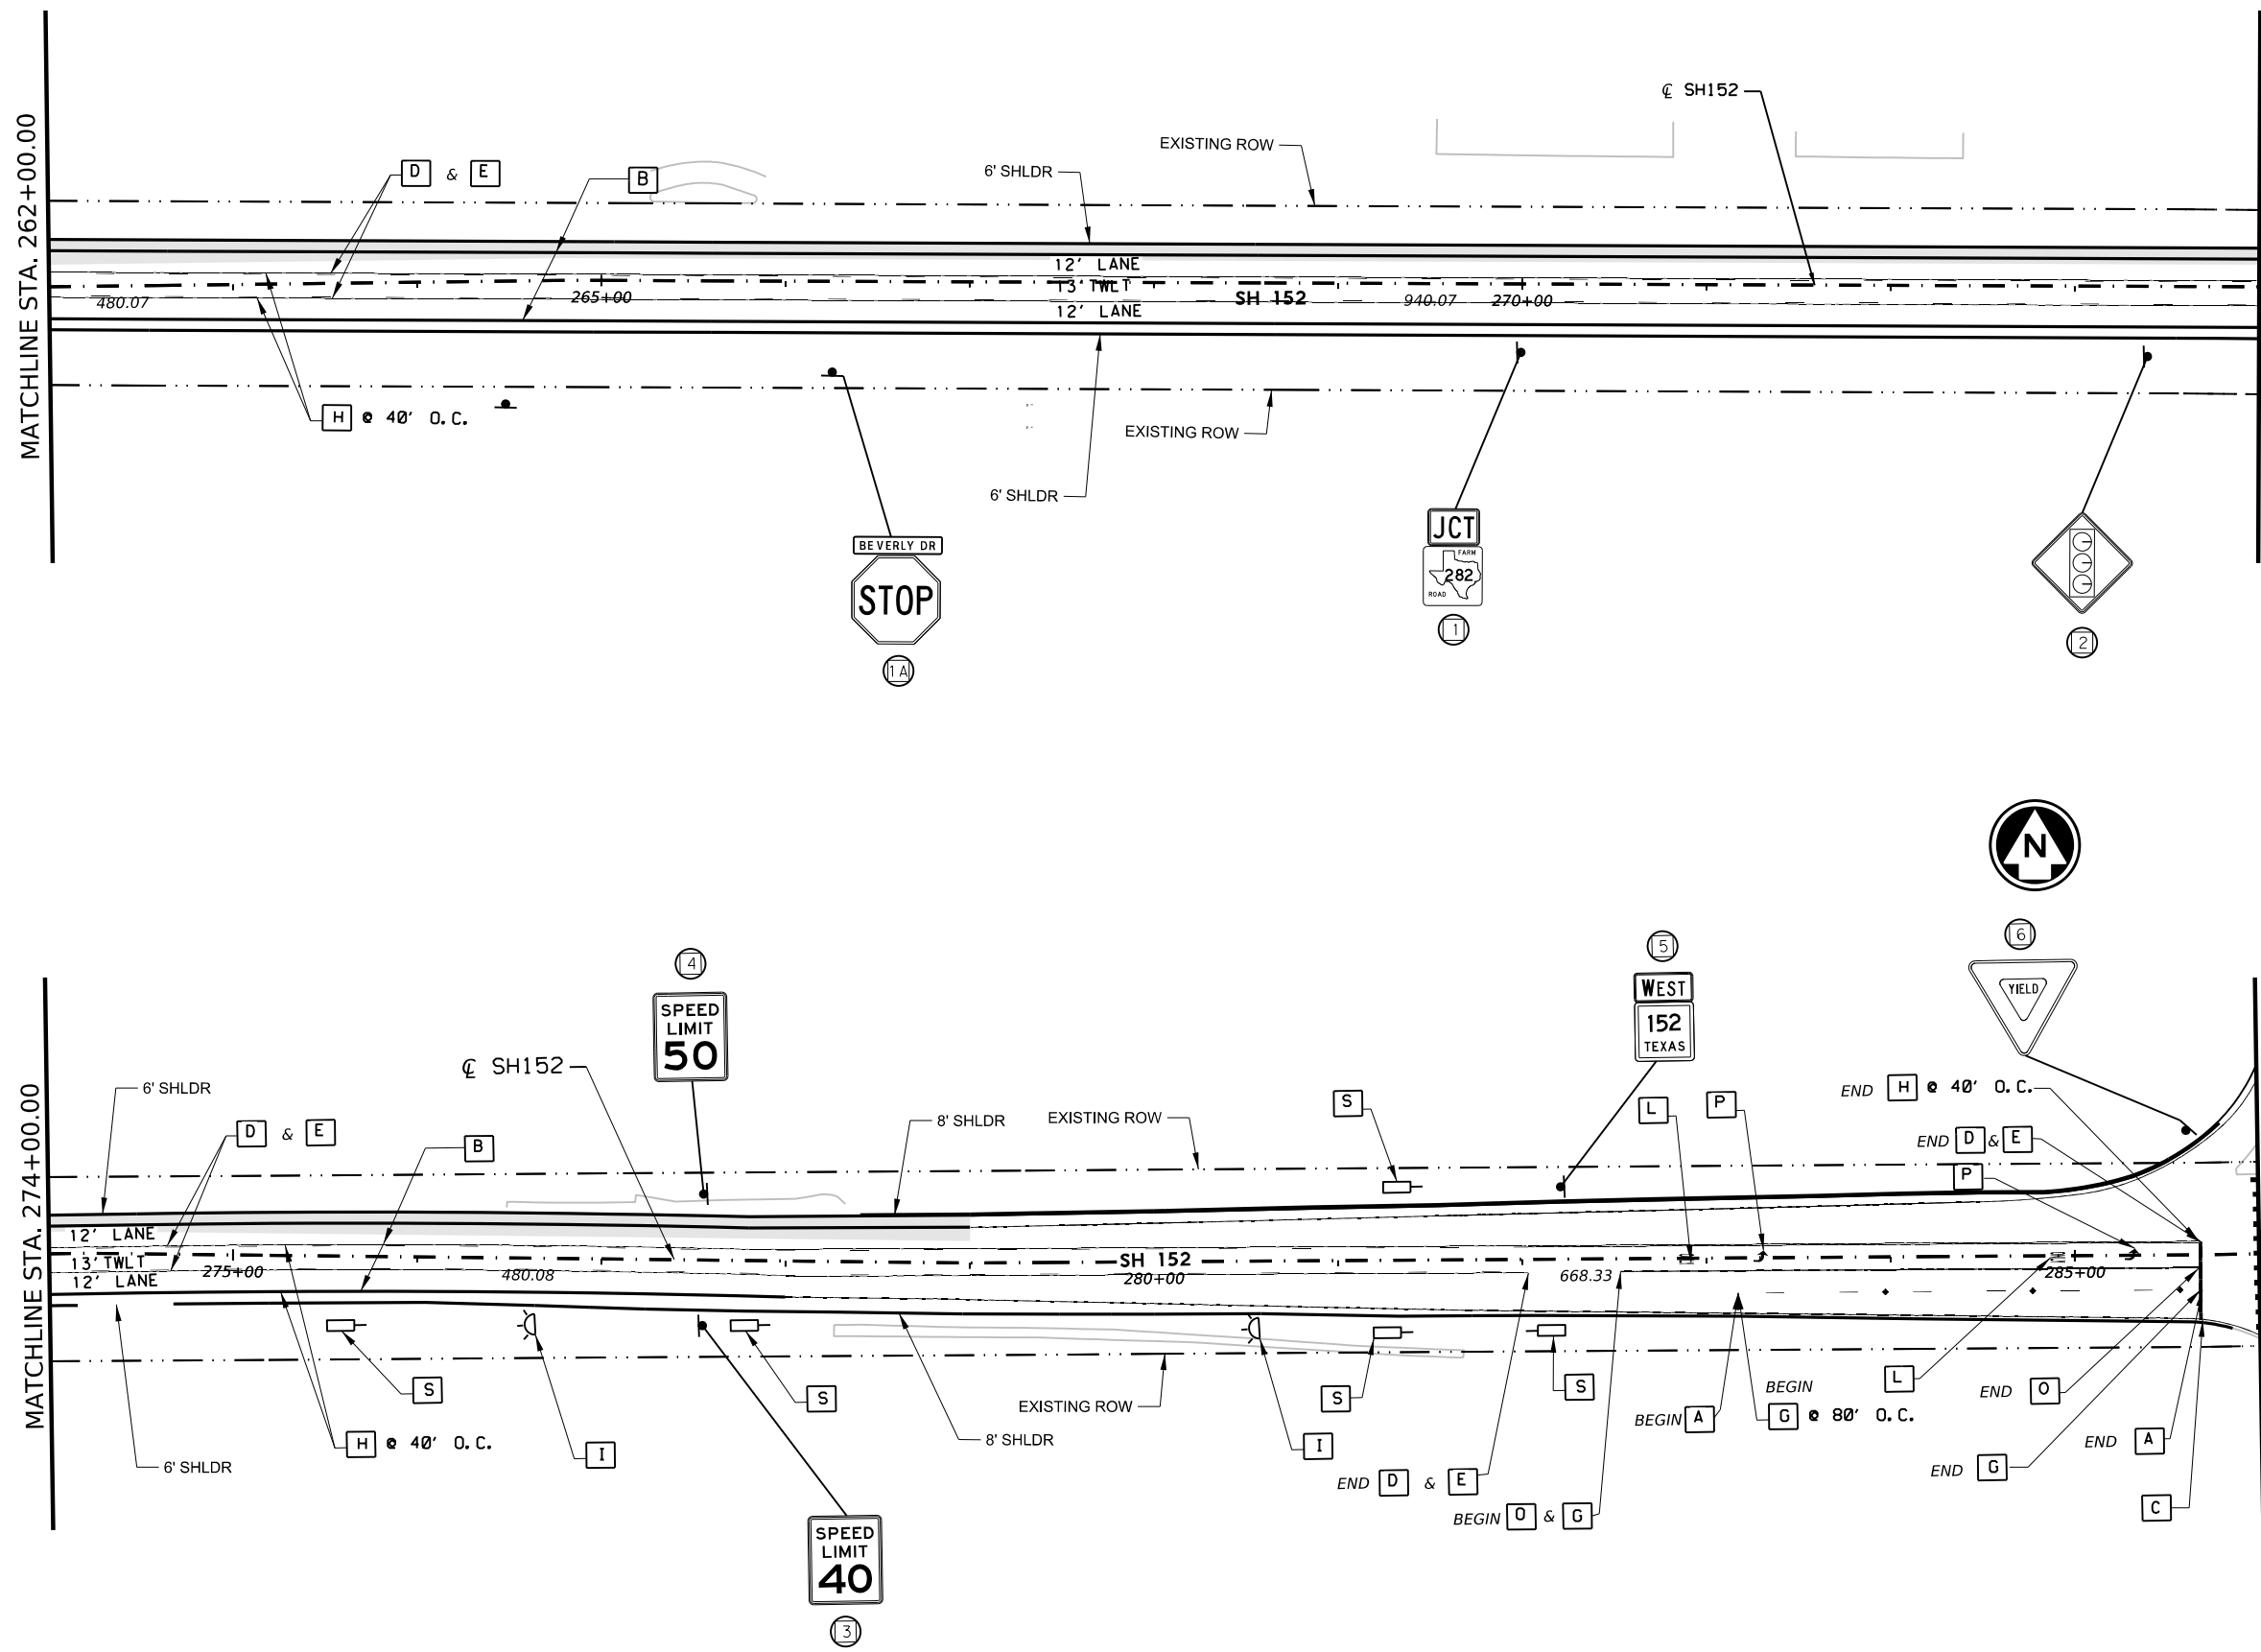 MATCHLINE STA. 262+00.00
℄ SH152
EXISTING ROW
6' SHLDR
D & E
B
12' LANE
13' TWLT
12' LANE
480.07
265+00
SH 152
940.07
270+00
H @ 40' O.C.
EXISTING ROW
6' SHLDR
BEVERLY DR
STOP
1A
JCT
FARM
282
ROAD
1
2
N
MATCHLINE STA. 274+00.00
4
SPEED
LIMIT
50
5
WEST
152
TEXAS
6
YIELD
℄ SH152
6' SHLDR
D & E
B
8' SHLDR
EXISTING ROW
S
L
P
END H @ 40' O.C.
END D & E
P
12' LANE
13' TWLT
12' LANE
275+00
480.08
SH 152
280+00
668.33
285+00
S
H @ 40' O.C.
6' SHLDR
I
S
EXISTING ROW
8' SHLDR
S
I
S
END D & E
BEGIN O & G
BEGIN A
BEGIN
G @ 80' O.C.
L
END O
END G
END A
C
SPEED
LIMIT
40
3